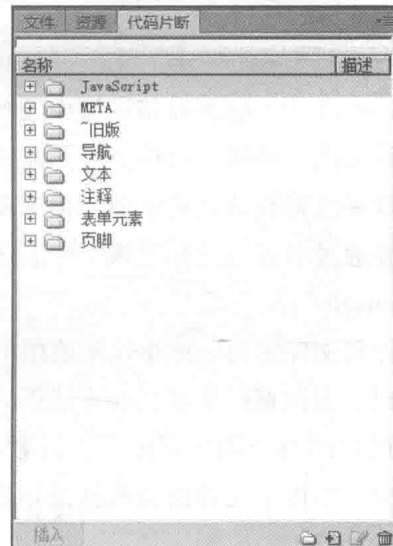 文件 资源 代码片断
名称 描述
JavaScript
META
~旧版
导航
文本
注释
表单元素
页脚
插入